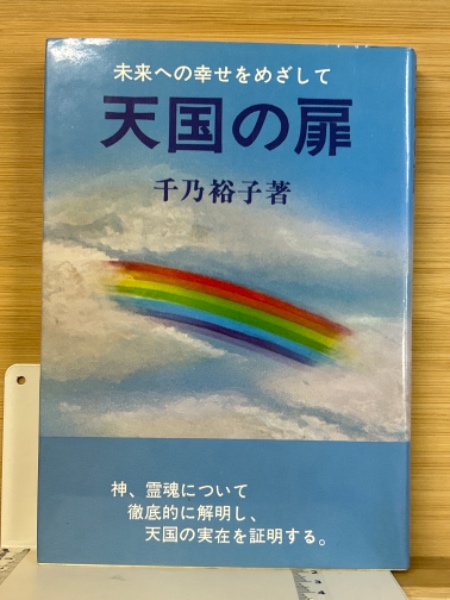 未来への幸せをめざして
天国の扉
千乃裕子著
神、霊魂について
徹底的に解明し、
天国の実在を証明する。